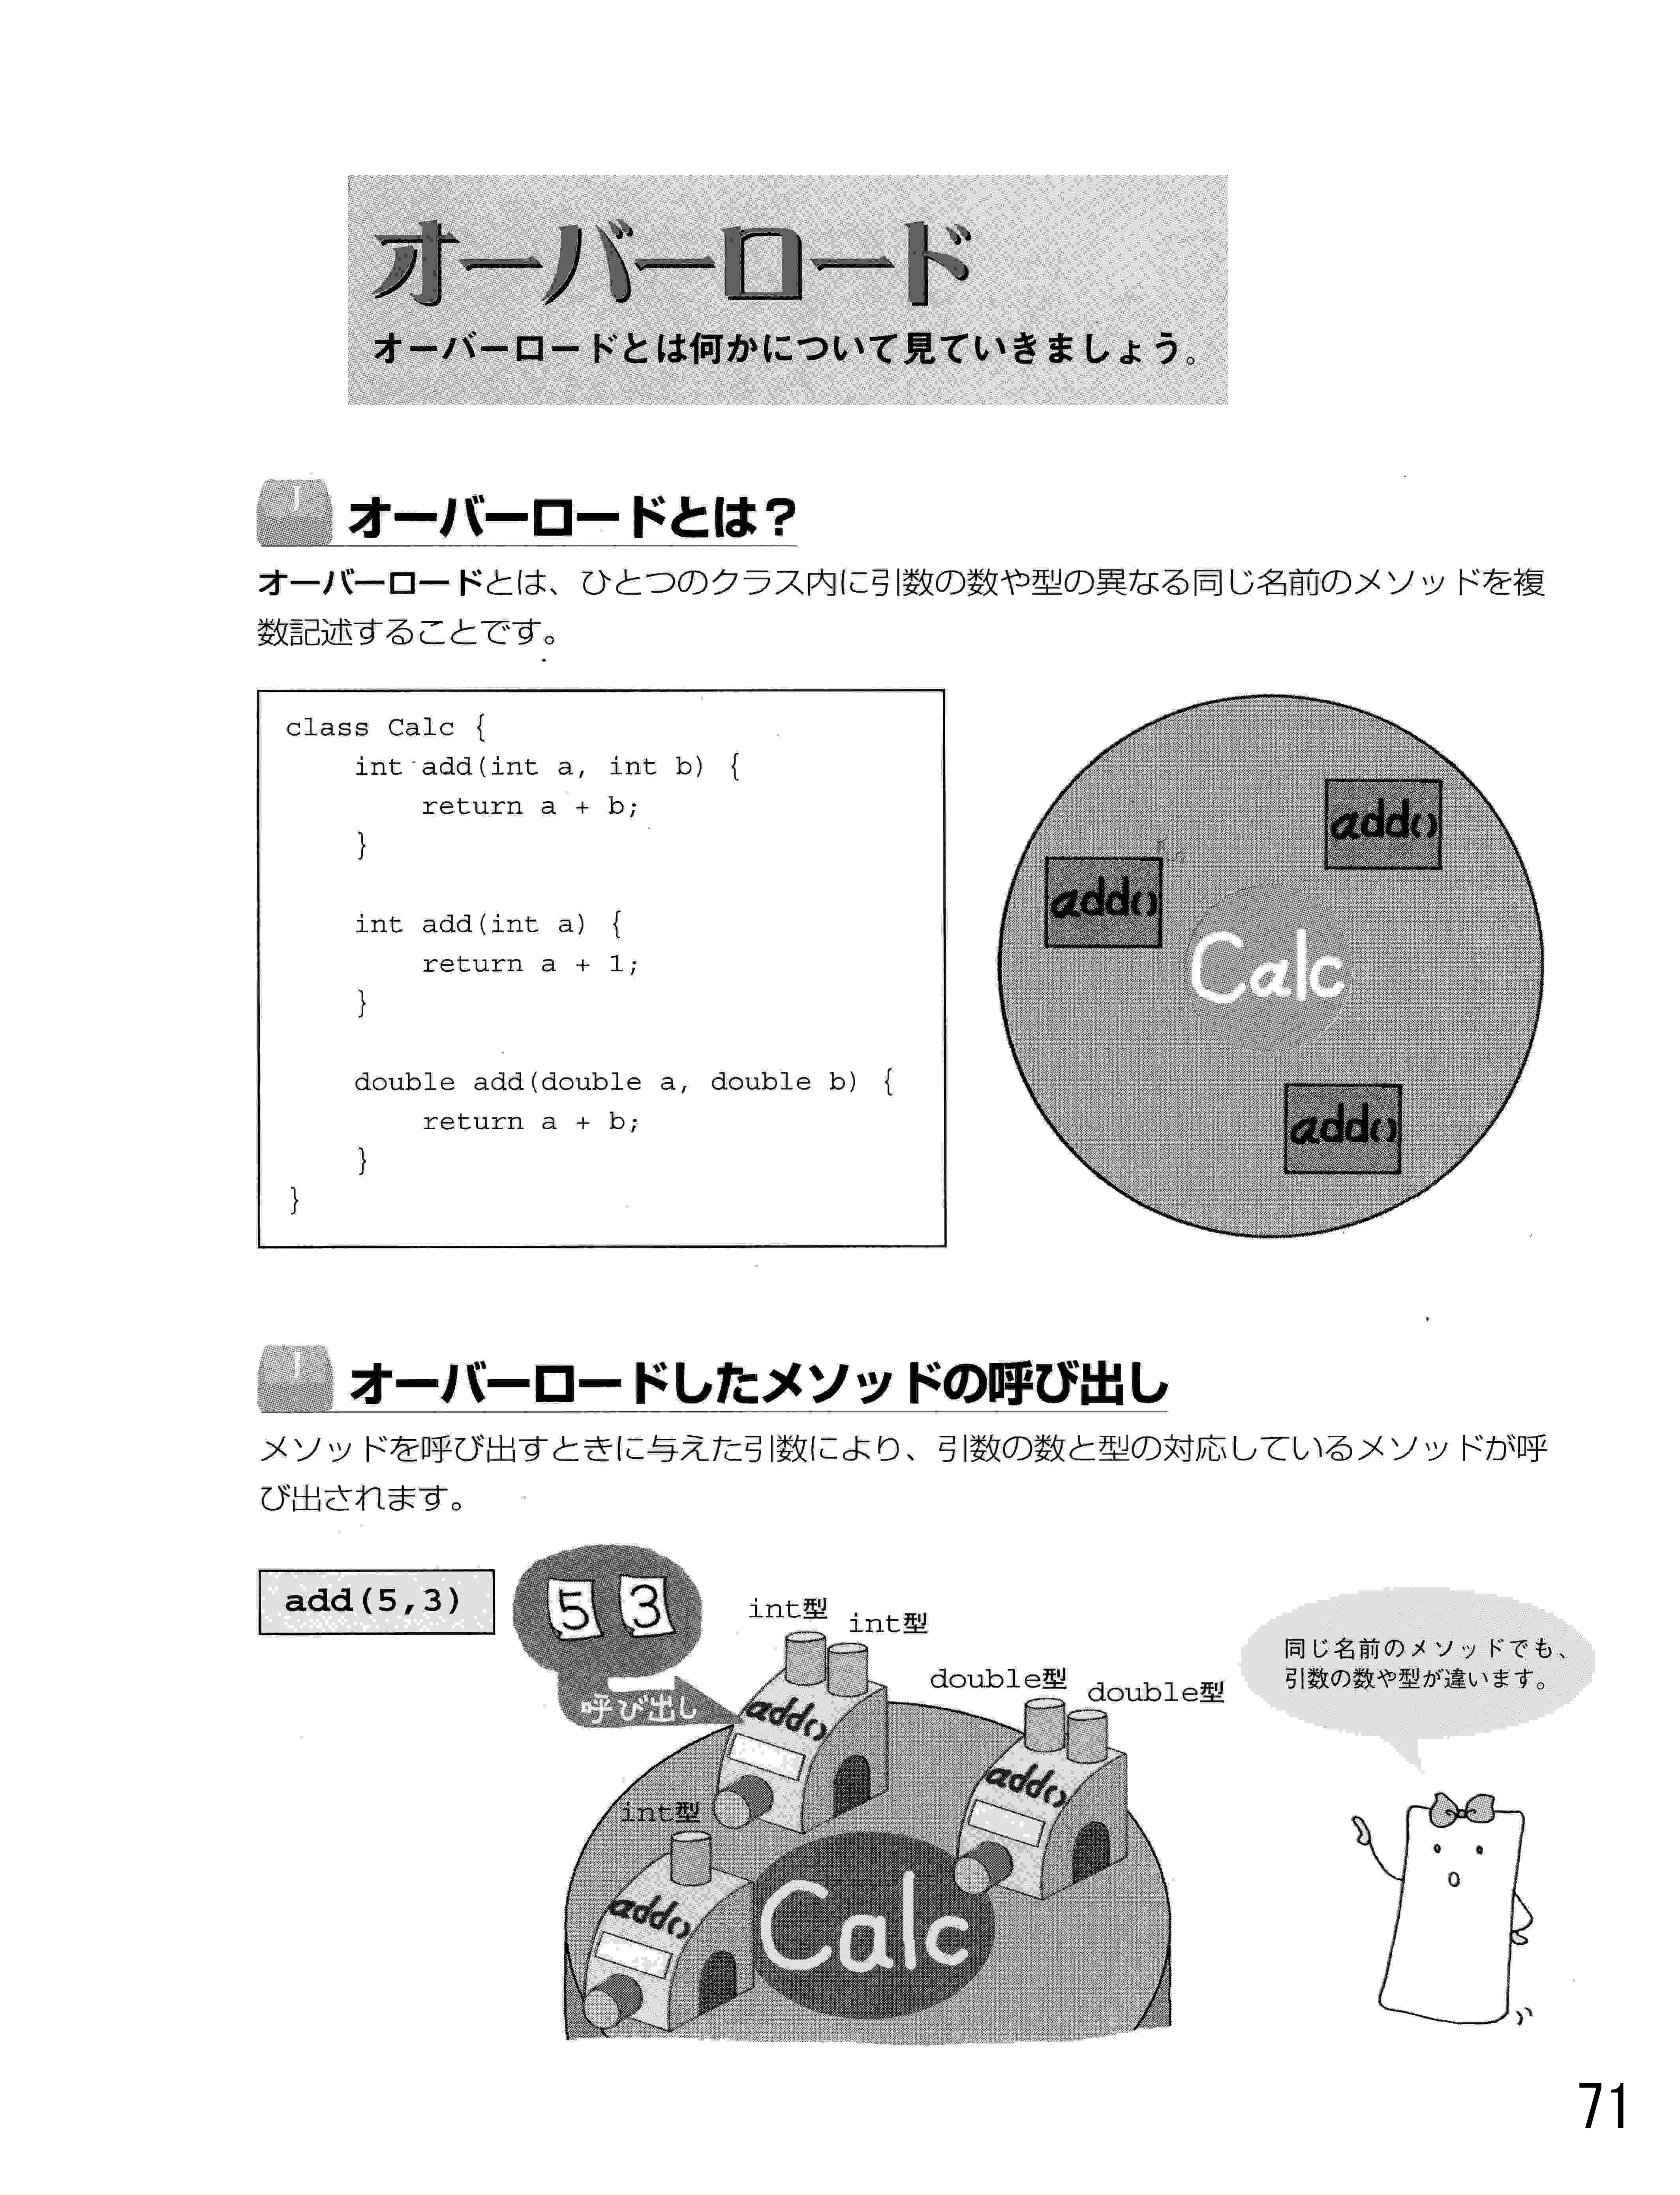 オーバーロード
オーバーロードとは何かについて見ていきましょう。
J
オーバーロードとは？
オーバーロードとは、ひとつのクラス内に引数の数や型の異なる同じ名前のメソッドを複
数記述することです。
class Calc {
    int add(int a, int b) {
        return a + b;
    }
    int add(int a) {
        return a + 1;
    }
    double add(double a, double b) {
        return a + b;
    }
}
add()
add()
Calc
add()
J
オーバーロードしたメソッドの呼び出し
メソッドを呼び出すときに与えた引数により、引数の数と型の対応しているメソッドが呼
び出されます。
add(5,3)
5 3
呼び出し
int型
int型
double型
double型
同じ名前のメソッドでも、
引数の数や型が違います。
add()
add()
int型
add()
Calc
71